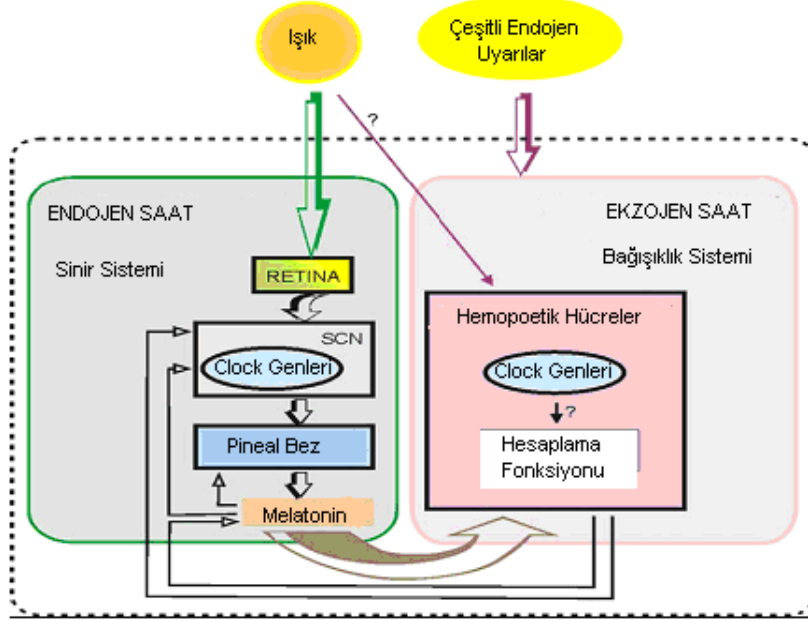 Işık
Çeşitli Endojen
Uyarılar
?
ENDOJEN SAAT
Sinir Sistemi
RETINA
SCN
Clock Genleri
Pineal Bez
Melatonin
EKZOJEN SAAT
Bağışıklık Sistemi
Hemopoetik Hücreler
Clock Genleri
?
Hesaplama
Fonksiyonu